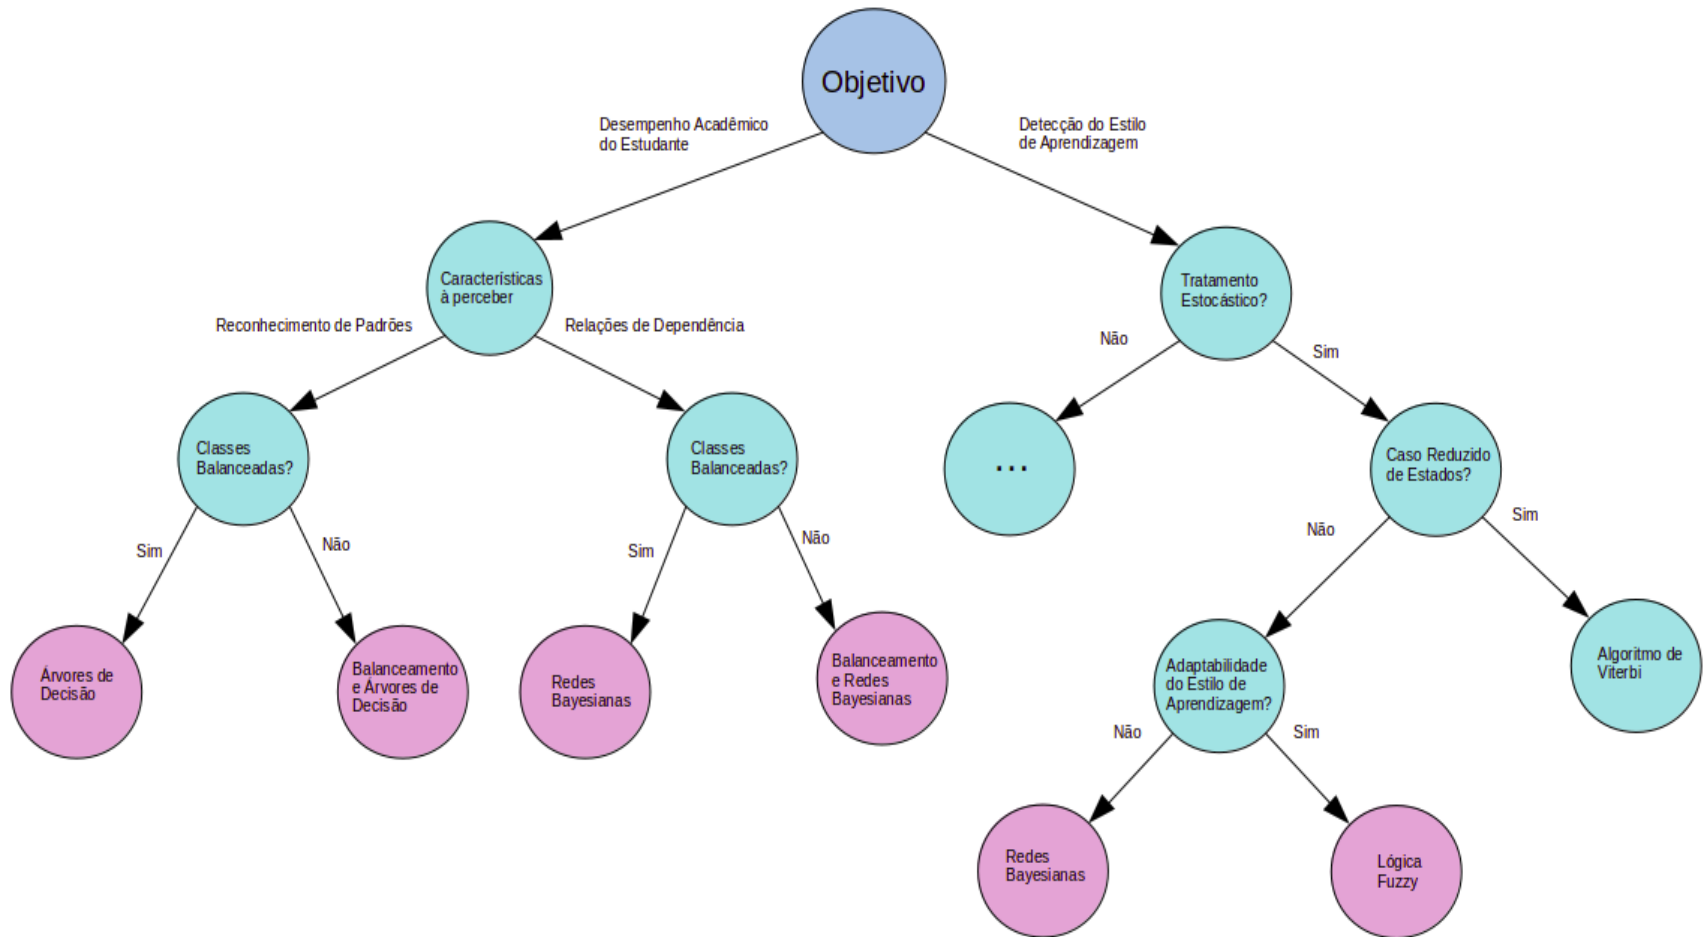 Objetivo
Desempenho Acadêmico
do Estudante
Detecção do Estilo
de Aprendizagem
Características
à perceber
Tratamento
Estocástico?
Reconhecimento de Padrões
Relações de Dependência
Não
Sim
Classes
Balanceadas?
Classes
Balanceadas?
...
Caso Reduzido
de Estados?
Sim
Não
Sim
Não
Não
Sim
Árvores de
Decisão
Balanceamento
e Árvores de
Decisão
Redes
Bayesianas
Balanceamento
e Redes
Bayesianas
Adaptabilidade
do Estilo de
Aprendizagem?
Algoritmo de
Viterbi
Não
Sim
Redes
Bayesianas
Lógica
Fuzzy